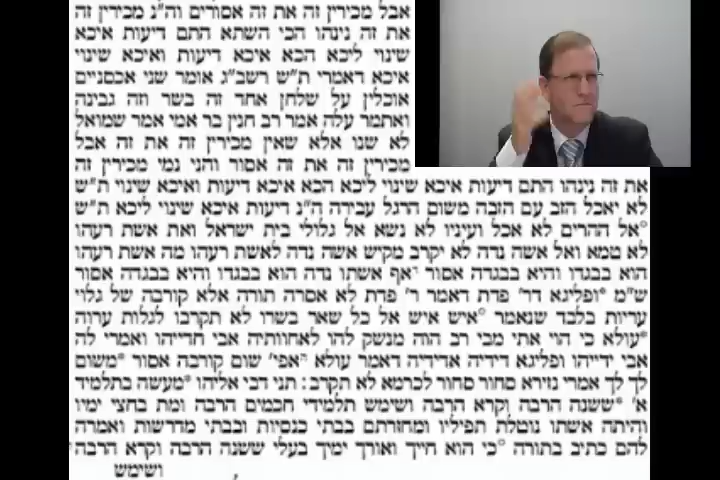 אבל מכירין זה את זה אסורים וה"נ מכירין זה
את זה נינהו הכי השתא התם דיעות איכא
שינוי ליכא הכא איכא דיעות ואיכא שינוי
איכא דאמרי ת"ש רשב"ג אומר שני אכסניים
אוכלין על שלחן אחד זה בשר וזה גבינה
ואתמר עלה אמר רב חנין בר אמי אמר שמואל
לא שנו אלא שאין מכירין זה את זה אבל
מכירין זה את זה אסור והני נמי מכירין זה
את זה נינהו התם דיעות איכא שינוי ליכא הכא איכא דיעות ואיכא שינוי ת"ש
לא יאכל הזב עם הזבה משום הרגל עבירה ה"נ דיעות איכא שינוי ליכא ת"ש
אל ההרים לא אכל ועיניו לא נשא אל גלולי בית ישראל ואת אשת רעהו
לא טמא ואל אשה נדה לא יקרב מקיש אשה נדה לאשת רעהו מה אשת רעהו
הוא בבגדו והיא בבגדה אסור אף אשתו נדה הוא בבגדו והיא בבגדה אסור
ש"מ ופליגא דר' פדת דאמר ר' פדת לא אסרה תורה אלא קורבה של גלוי
עריות בלבד שנאמר איש איש אל כל שאר בשרו לא תקרבו לגלות ערוה
עולא כי הוי אתי מבי רב הוה מנשק להו לאחוותיה אבי חדייהו ואמרי לה
אבי ידייהו ופליגא דידיה אדידיה דאמר עולא אפי' שום קורבה אסור משום
לך לך אמרי נזירא סחור סחור לכרמא לא תקרב: תני דבי אליהו מעשה בתלמיד
א' ששנה הרבה וקרא הרבה ושימש תלמידי חכמים הרבה ומת בחצי ימיו
והיתה אשתו נוטלת תפיליו ומחזרתם בבתי כנסיות ובבתי מדרשות ואמרה
להם כתיב בתורה כי הוא חייך ואורך ימיך בעלי ששנה הרבה וקרא הרבה
ושימש